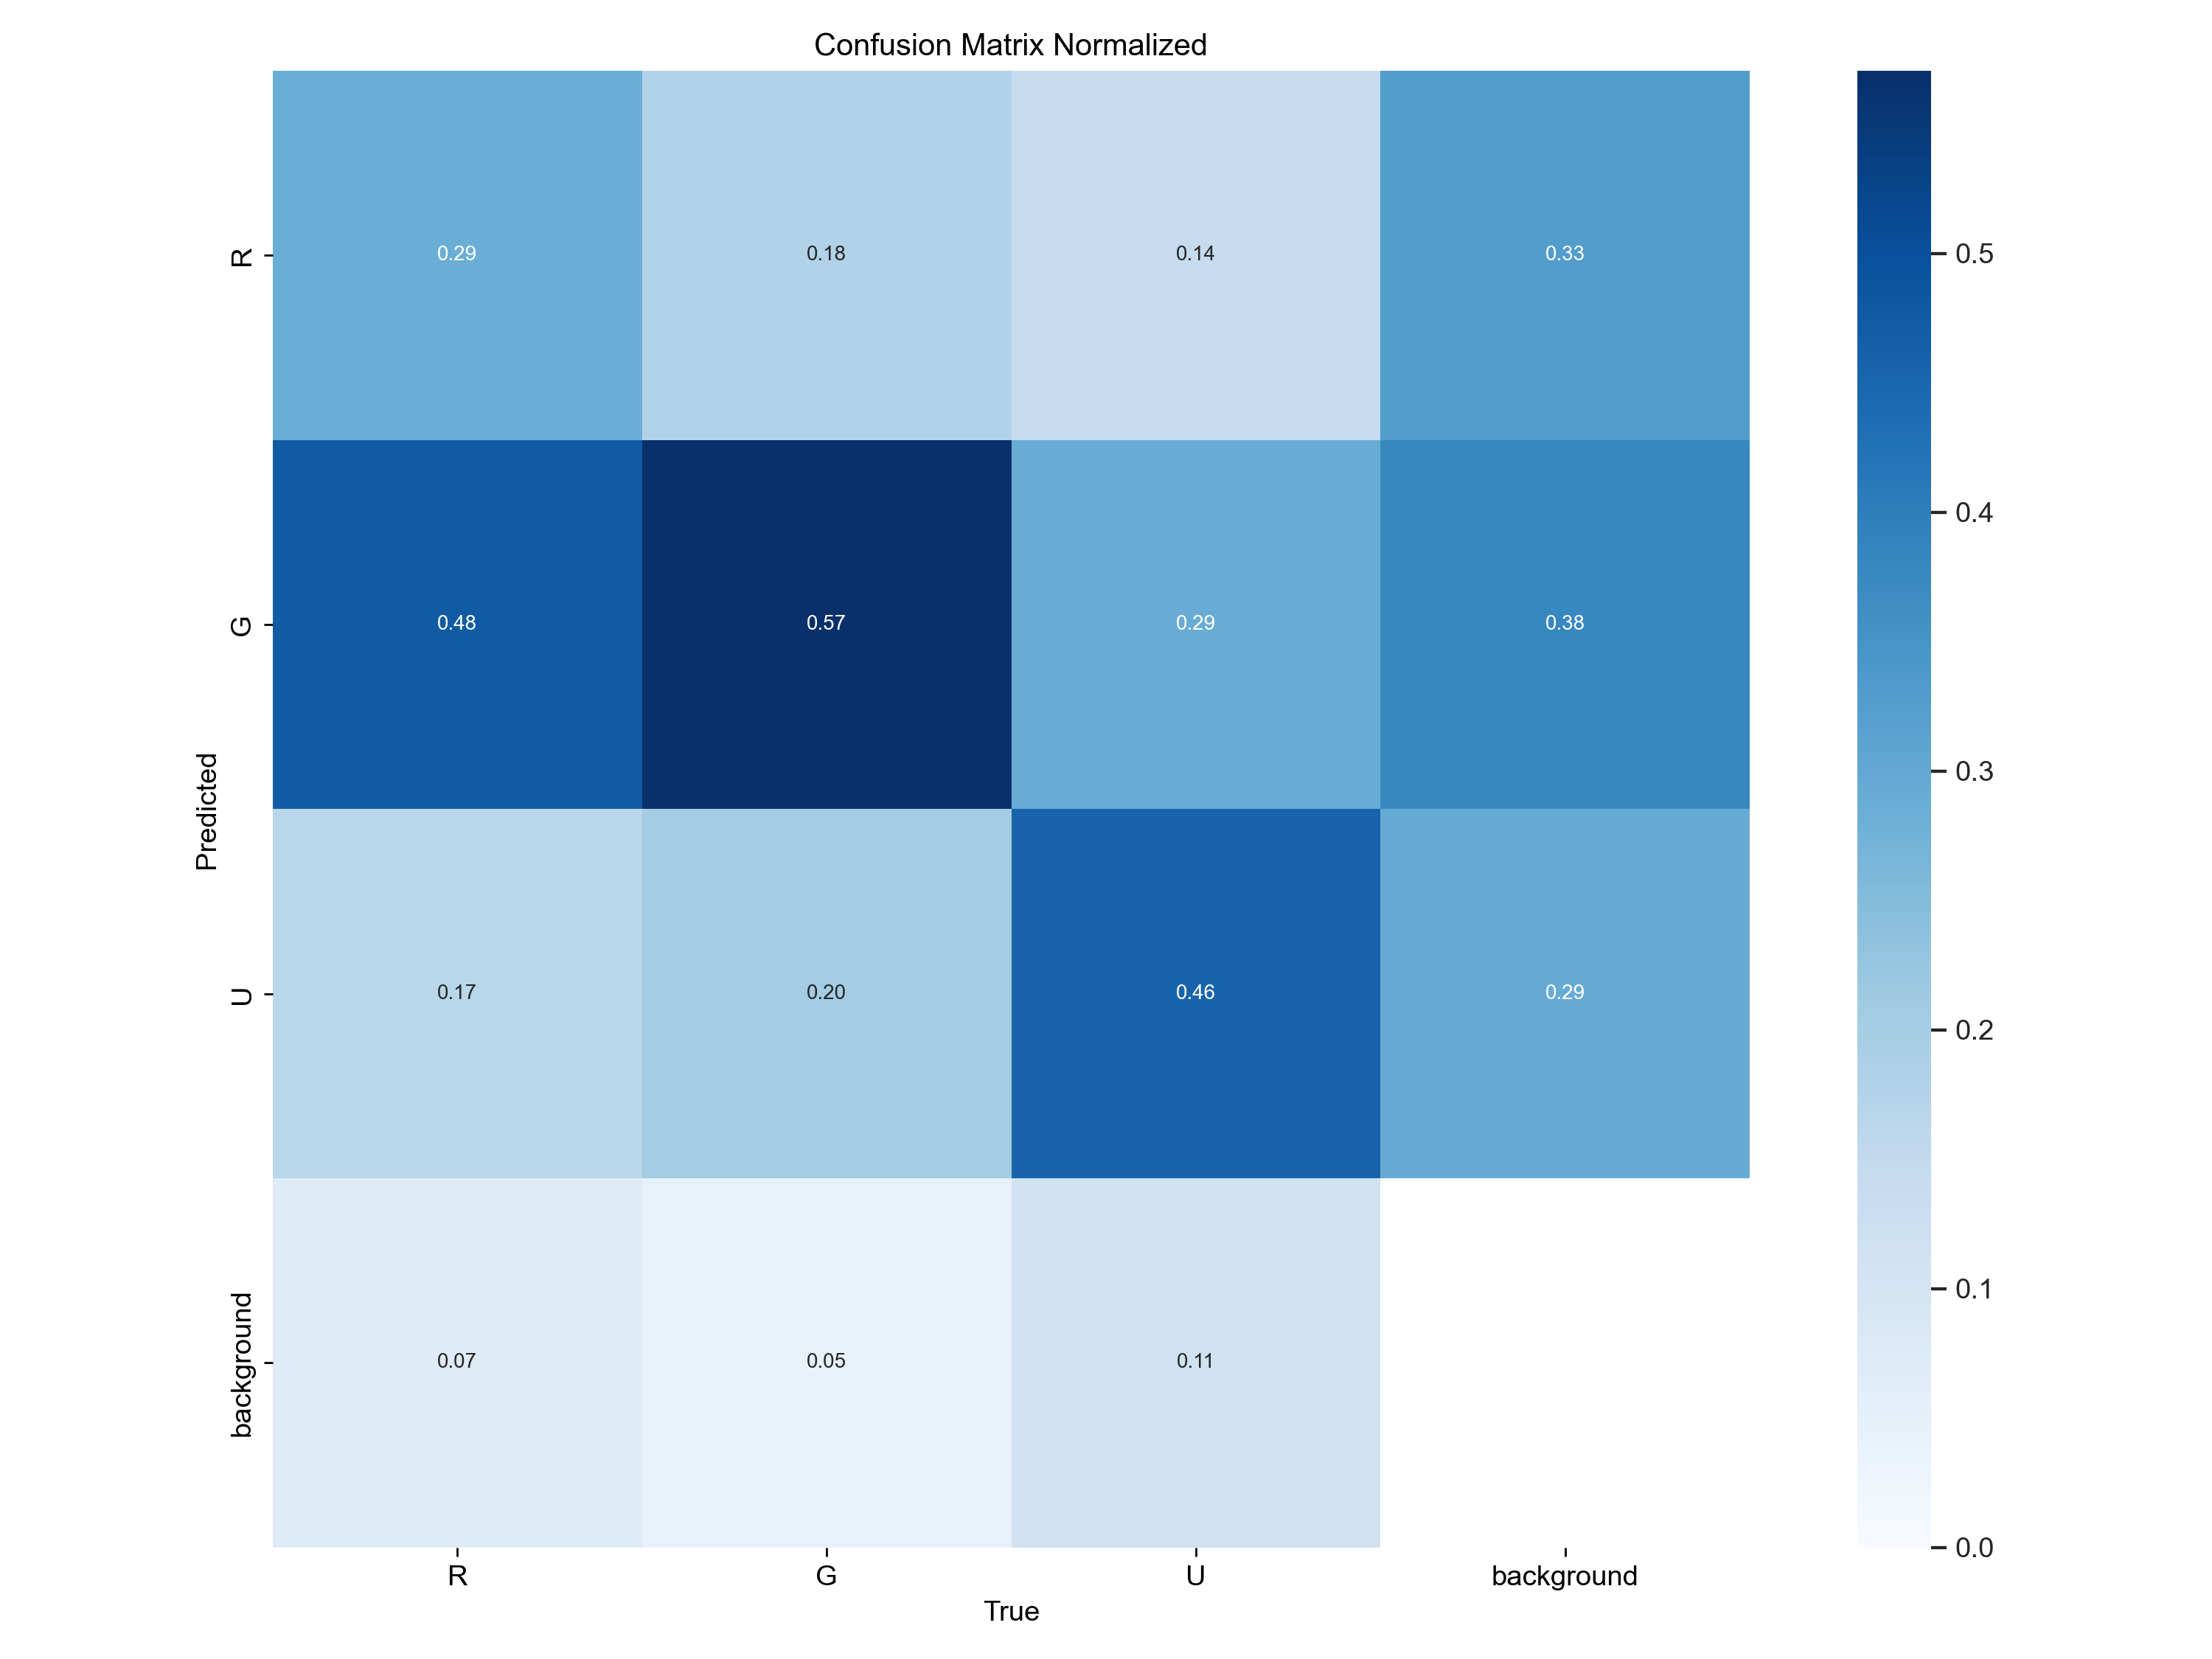 Confusion Matrix Normalized
R 0.29 0.18 0.14 0.33
G 0.48 0.57 0.29 0.38
U 0.17 0.20 0.46 0.29
background 0.07 0.05 0.11
R G U background
True
Predicted
0.5
0.4
0.3
0.2
0.1
0.0